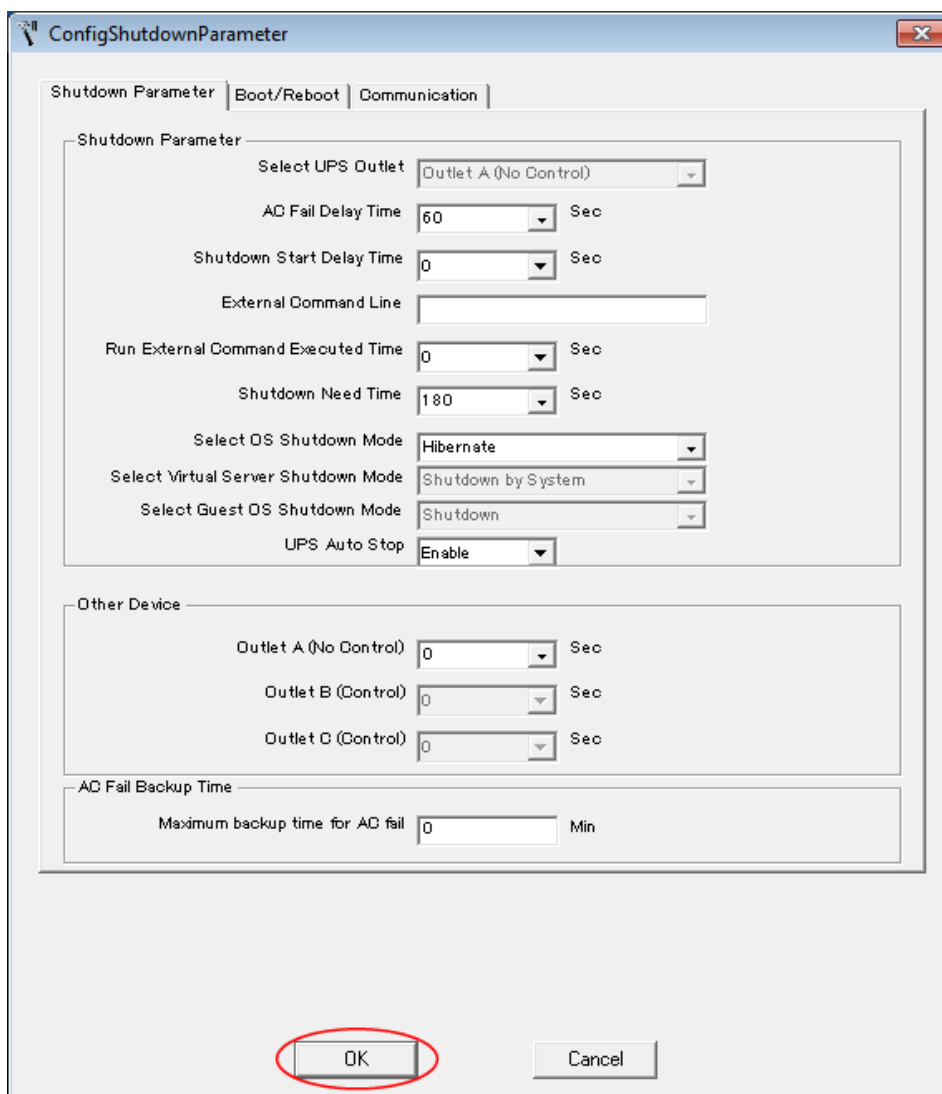 ConfigShutdownParameter
Shutdown Parameter Boot/Reboot Communication
Shutdown Parameter
Select UPS Outlet Outlet A (No Control)
AC Fail Delay Time 60 Sec
Shutdown Start Delay Time 0 Sec
External Command Line
Run External Command Executed Time 0 Sec
Shutdown Need Time 180 Sec
Select OS Shutdown Mode Hibernate
Select Virtual Server Shutdown Mode Shutdown by System
Select Guest OS Shutdown Mode Shutdown
UPS Auto Stop Enable
Other Device
Outlet A (No Control) 0 Sec
Outlet B (Control) 0 Sec
Outlet C (Control) 0 Sec
AC Fail Backup Time
Maximum backup time for AC fail 0 Min
OK Cancel